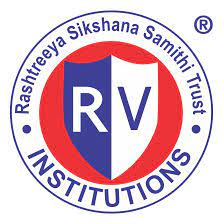 Rashtreeya Sikshana Samithi Trust
®
RV
• INSTITUTIONS •